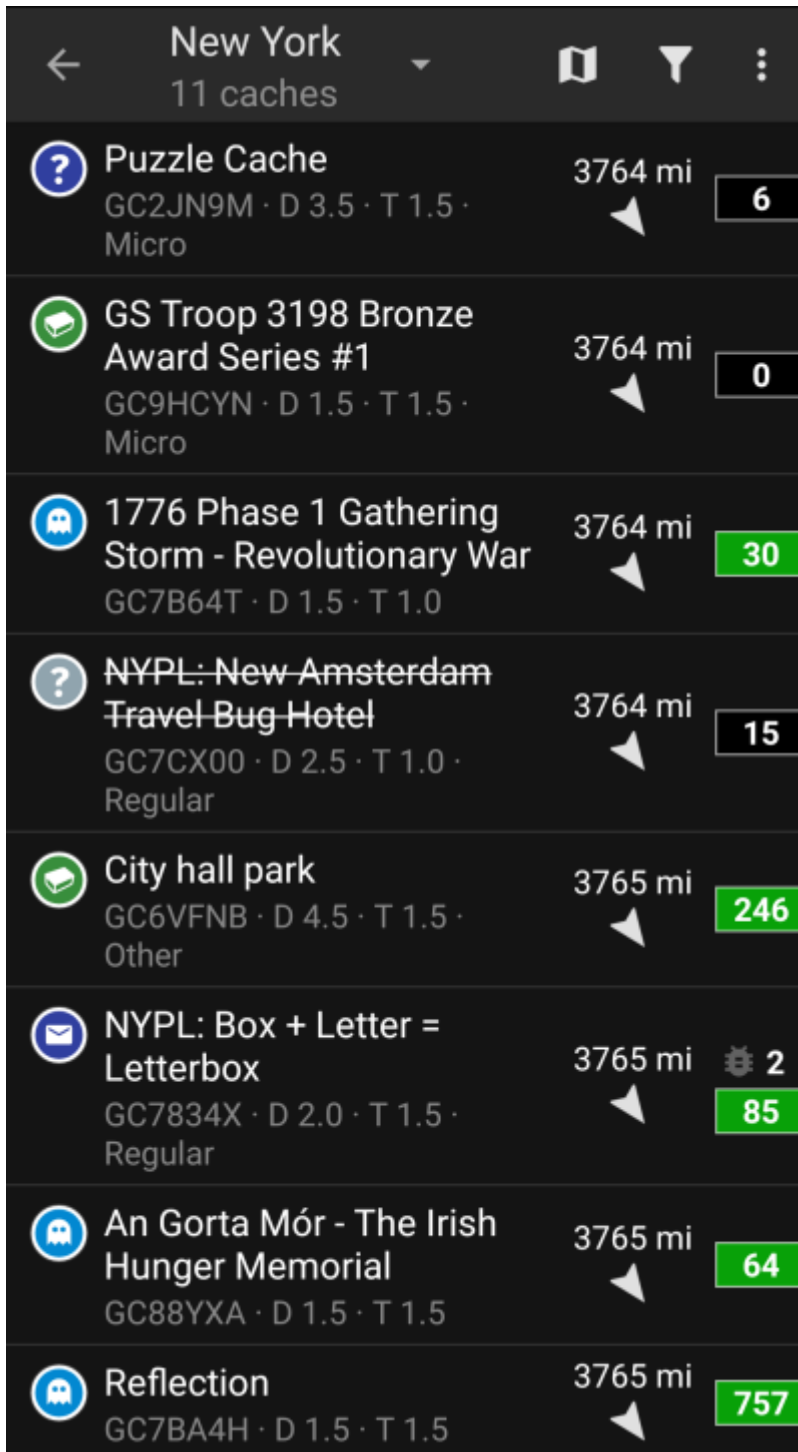 New York
11 caches
Puzzle Cache
GC2JN9M · D 3.5 · T 1.5 ·
Micro
3764 mi
6
GS Troop 3198 Bronze
Award Series #1
GC9HCYN · D 1.5 · T 1.5 ·
Micro
3764 mi
0
1776 Phase 1 Gathering
Storm - Revolutionary War
GC7B64T · D 1.5 · T 1.0
3764 mi
30
NYPL: New Amsterdam
Travel Bug Hotel
GC7CX00 · D 2.5 · T 1.0 ·
Regular
3764 mi
15
City hall park
GC6VFNB · D 4.5 · T 1.5 ·
Other
3765 mi
246
NYPL: Box + Letter =
Letterbox
GC7834X · D 2.0 · T 1.5 ·
Regular
3765 mi
2
85
An Gorta Mór - The Irish
Hunger Memorial
GC88YXA · D 1.5 · T 1.5
3765 mi
64
Reflection
GC7BA4H · D 1.5 · T 1.5
3765 mi
757